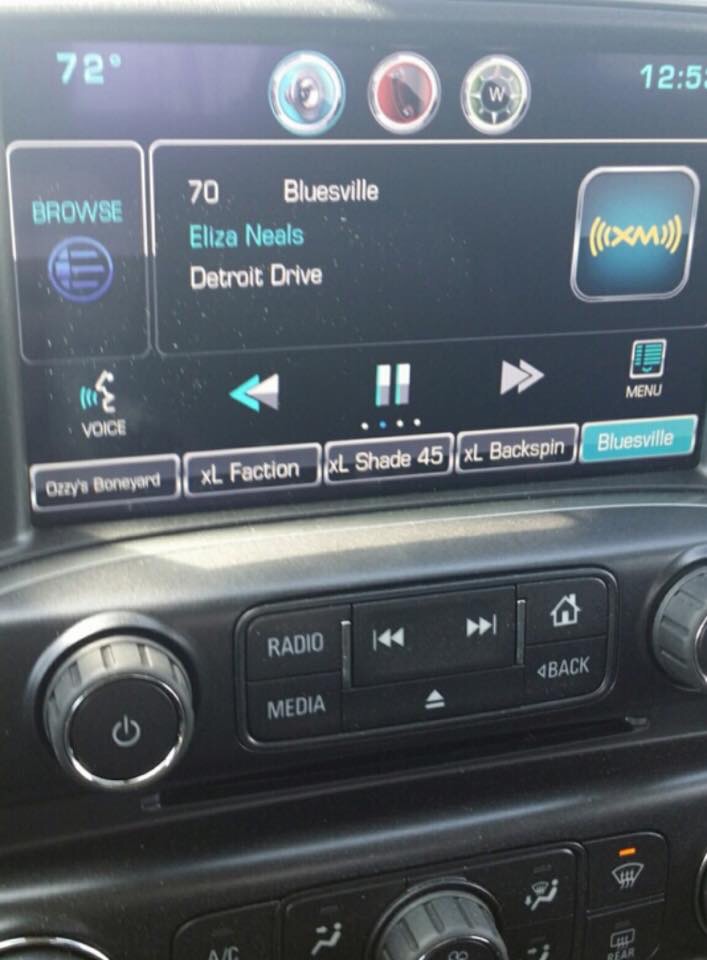 72°
W
12:5
BROWSE
70 Bluesville
Eliza Neals
Detroit Drive
((XM))
VOICE
MENU
Ozzy's Boneyard
xL Faction
xL Shade 45
xL Backspin
Bluesville
RADIO
BACK
MEDIA
A/C
REAR